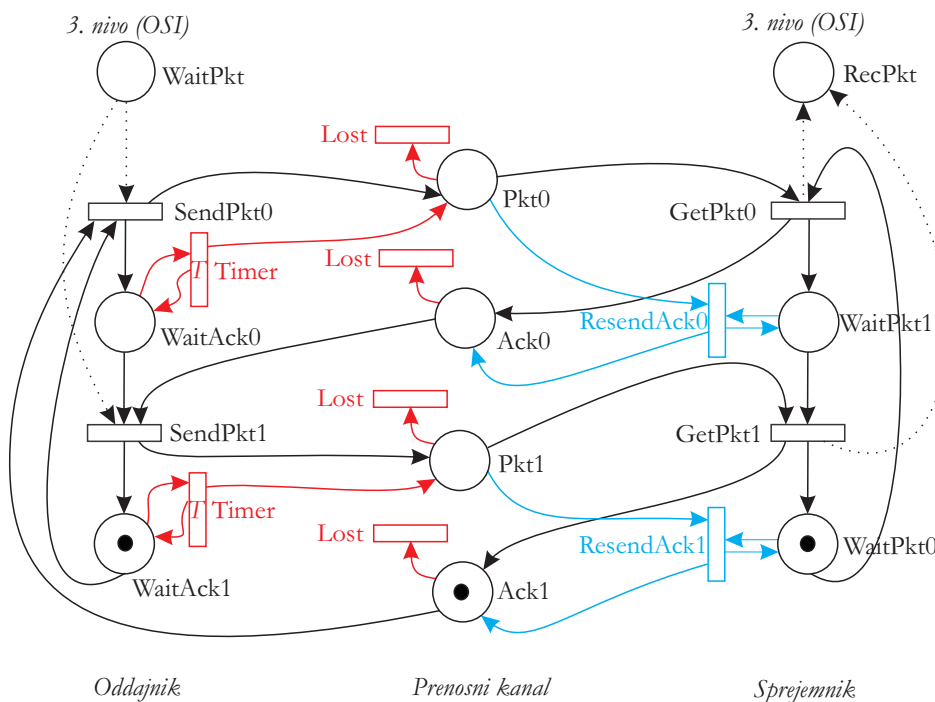 3. nivo (OSI)
3. nivo (OSI)
WaitPkt
RecPkt
Lost
Pkt0
SendPkt0
GetPkt0
Lost
T Timer
ResendAck0
WaitPkt1
WaitAck0
Ack0
Lost
SendPkt1
GetPkt1
Pkt1
T Timer
Lost
ResendAck1
WaitPkt0
WaitAck1
Ack1
Oddajnik
Prenosni kanal
Sprejemnik